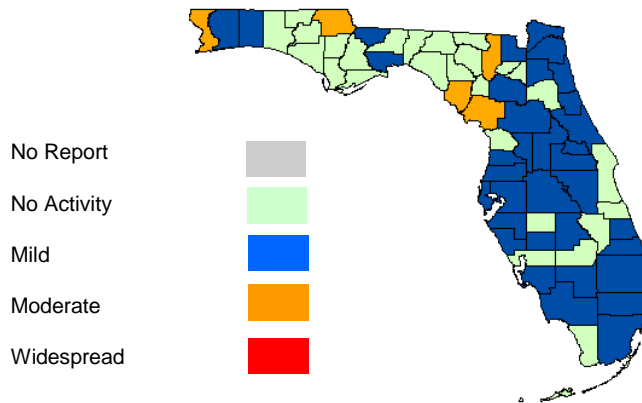 No Report
No Activity
Mild
Moderate
Widespread